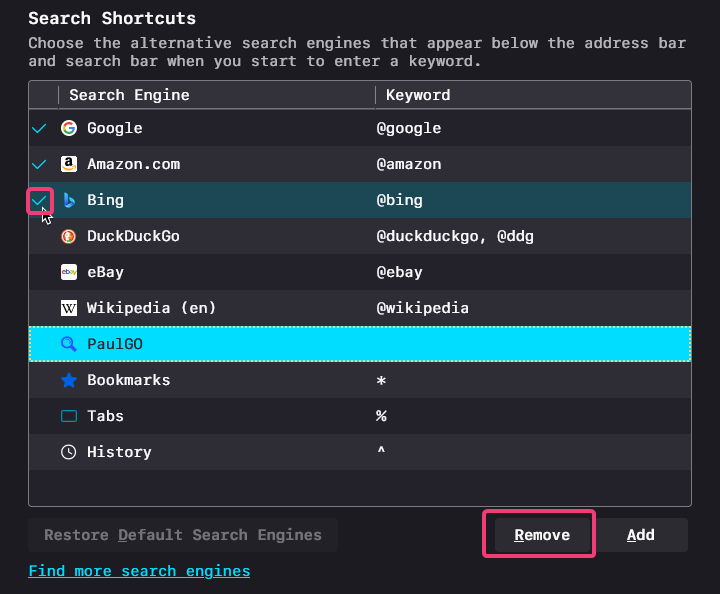 Search Shortcuts
Choose the alternative search engines that appear below the address bar
and search bar when you start to enter a keyword.
Search Engine Keyword
Google @google
a Amazon.com @amazon
Bing @bing
DuckDuckGo @duckduckgo, @ddg
ebay eBay @ebay
W Wikipedia (en) @wikipedia
PaulGO
Bookmarks *
Tabs %
History ^
Restore Default Search Engines Remove Add
Find more search engines